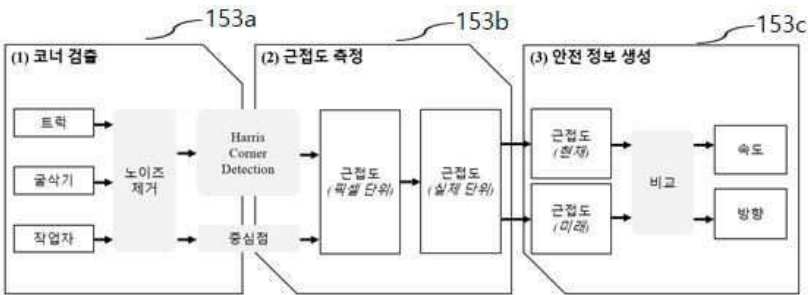 153a
153b
153c
(1) 코너 검출
(2) 근접도 측정
(3) 안전 정보 생성
트럭
굴삭기
작업자
노이즈
제거
Harris
Corner
Detection
중심점
근접도
(픽셀 단위)
근접도
(실제 단위)
근접도
(현재)
근접도
(미래)
비교
속도
방향